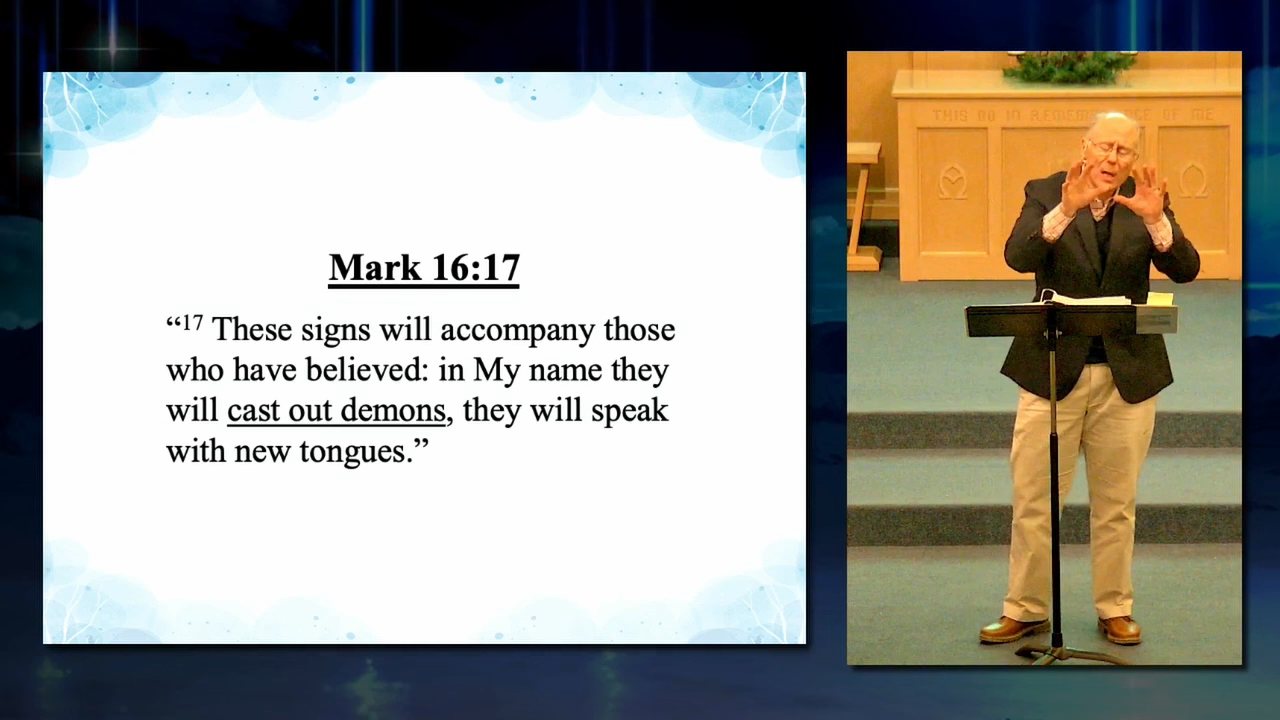 Mark 16:17
“17 These signs will accompany those
who have believed: in My name they
will cast out demons, they will speak
with new tongues.”
THIS DO IN REMEMBRANCE OF ME